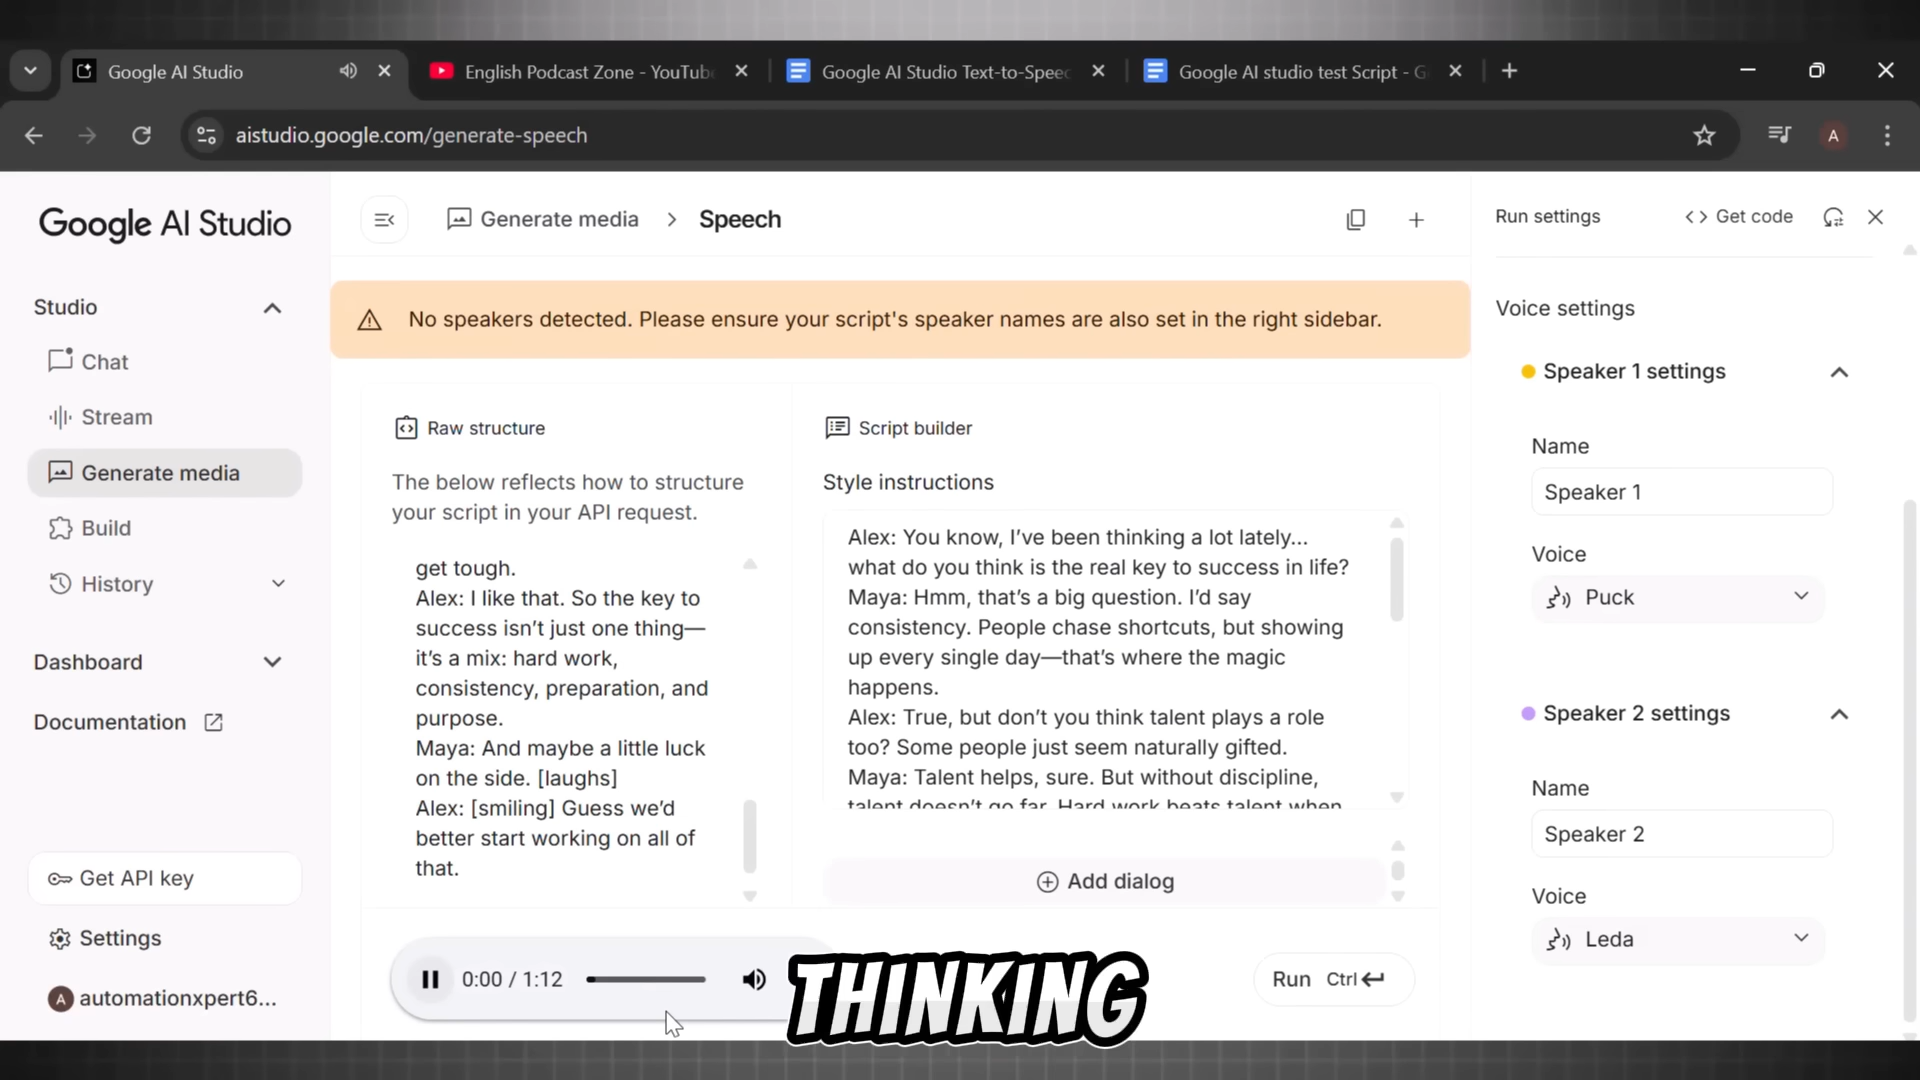 Google AI Studio
English Podcast Zone - YouTube
Google AI Studio Text-to-Speec
Google AI studio test Script - G
aistudio.google.com/generate-speech
A
Google AI Studio
Generate media > Speech
Run settings
<> Get code
Studio
Chat
Stream
Generate media
Build
History
Dashboard
Documentation
Get API key
Settings
A automationxpert6...
No speakers detected. Please ensure your script's speaker names are also set in the right sidebar.
Raw structure
The below reflects how to structure
your script in your API request.
get tough.
Alex: I like that. So the key to
success isn't just one thing—
it's a mix: hard work,
consistency, preparation, and
purpose.
Maya: And maybe a little luck
on the side. [laughs]
Alex: [smiling] Guess we'd
better start working on all of
that.
Script builder
Style instructions
Alex: You know, I've been thinking a lot lately...
what do you think is the real key to success in life?
Maya: Hmm, that's a big question. I'd say
consistency. People chase shortcuts, but showing
up every single day—that's where the magic
happens.
Alex: True, but don't you think talent plays a role
too? Some people just seem naturally gifted.
Maya: Talent helps, sure. But without discipline,
talent doesn't go far. Hard work beats talent when
Add dialog
0:00 / 1:12
THINKING
Run Ctrl
Voice settings
Speaker 1 settings
Name
Speaker 1
Voice
Puck
Speaker 2 settings
Name
Speaker 2
Voice
Leda